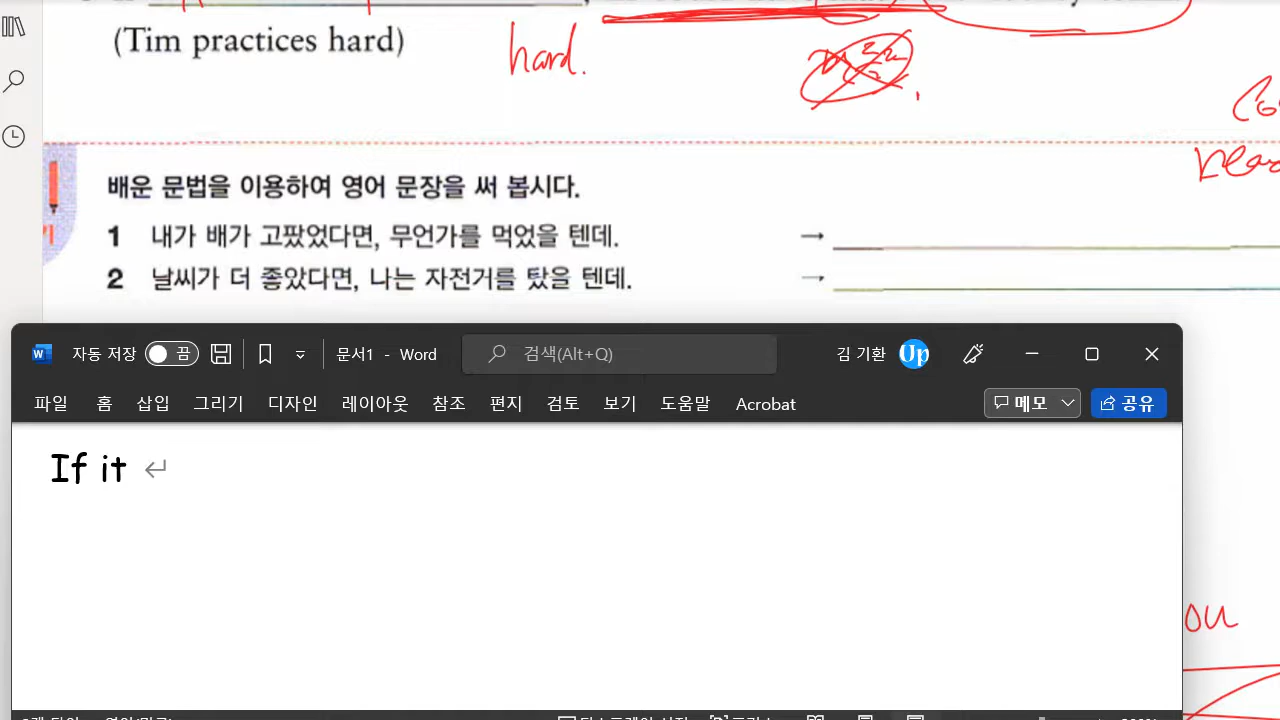 (Tim practices hard)
hard.
배운 문법을 이용하여 영어 문장을 써 봅시다.
1 내가 배가 고팠었다면, 무언가를 먹었을 텐데. →
2 날씨가 더 좋았다면, 나는 자전거를 탔을 텐데. →
자동 저장 끔 문서1 - Word 검색(Alt+Q) 김 기환 Up
파일 홈 삽입 그리기 디자인 레이아웃 참조 편지 검토 보기 도움말 Acrobat 메모 공유
If it
ou